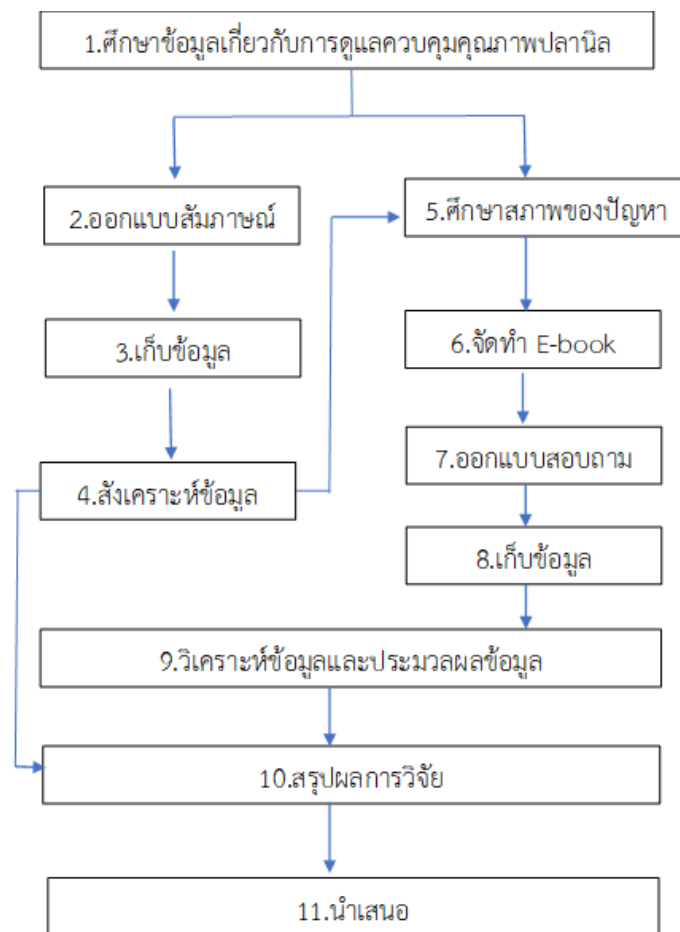 1.ศึกษาข้อมูลเกี่ยวกับการดูแลควบคุมคุณภาพปลานิล
2.ออกแบบสัมภาษณ์
3.เก็บข้อมูล
4.สังเคราะห์ข้อมูล
5.ศึกษาสภาพของปัญหา
6.จัดทำ E-book
7.ออกแบบสอบถาม
8.เก็บข้อมูล
9.วิเคราะห์ข้อมูลและประมวลผลข้อมูล
10.สรุปผลการวิจัย
11.นำเสนอ